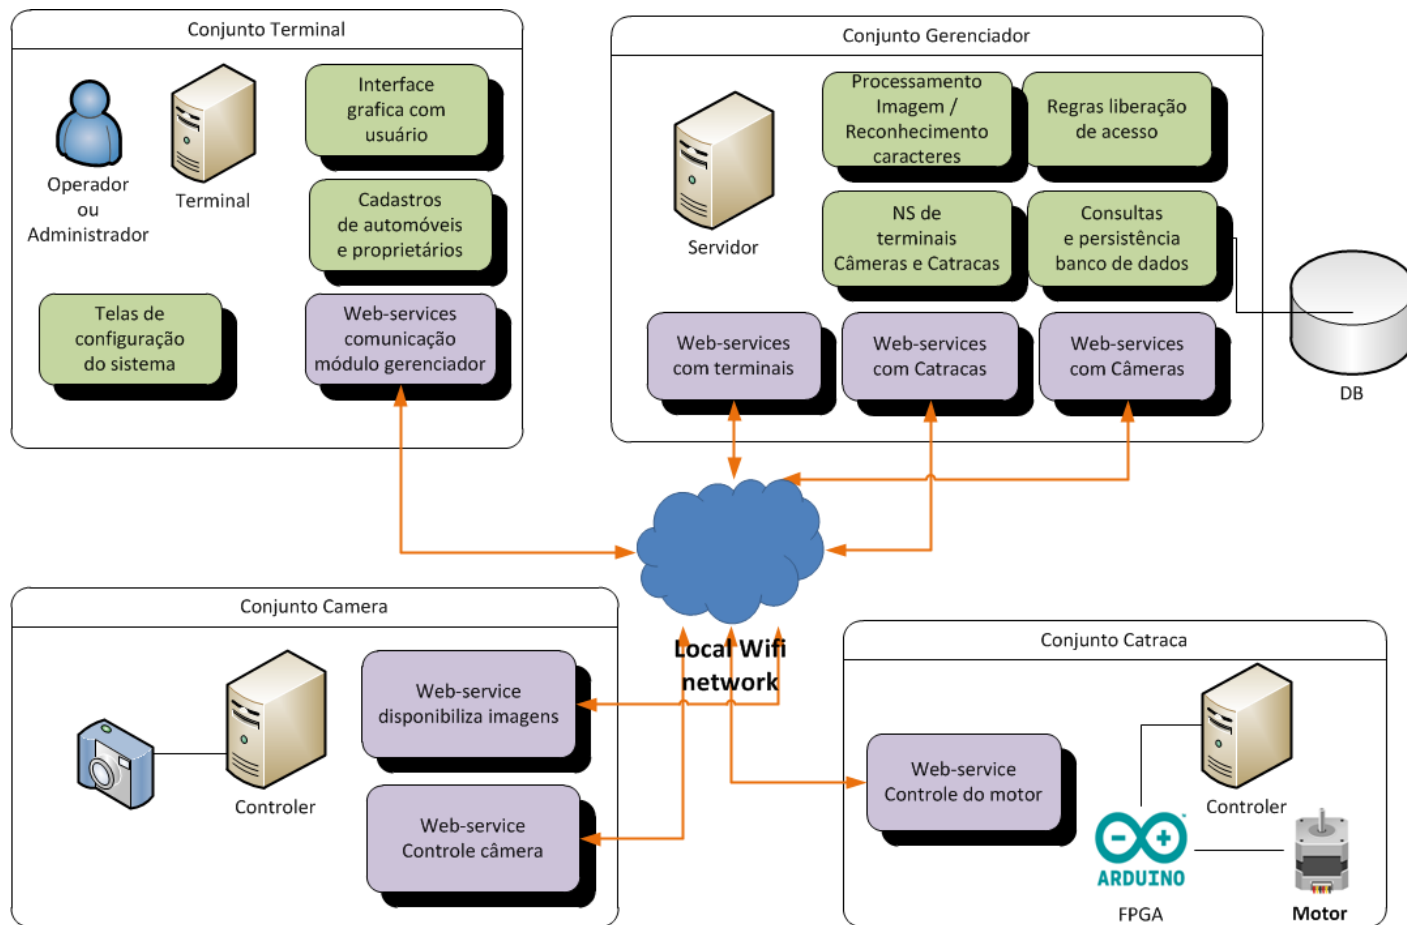 Conjunto Terminal
Operador
ou
Administrador
Terminal
Interface
grafica com
usuário
Cadastros
de automóveis
e proprietários
Telas de
configuração
do sistema
Web-services
comunicação
módulo gerenciador
Conjunto Gerenciador
Servidor
Processamento
Imagem /
Reconhecimento
caracteres
Regras liberação
de acesso
NS de
terminais
Câmeras e Catracas
Consultas
e persistência
banco de dados
Web-services
com terminais
Web-services
com Catracas
Web-services
com Câmeras
DB
Local Wifi
network
Conjunto Camera
Controler
Web-service
disponibiliza imagens
Web-service
Controle câmera
Conjunto Catraca
Web-service
Controle do motor
Controler
ARDUINO
FPGA
Motor